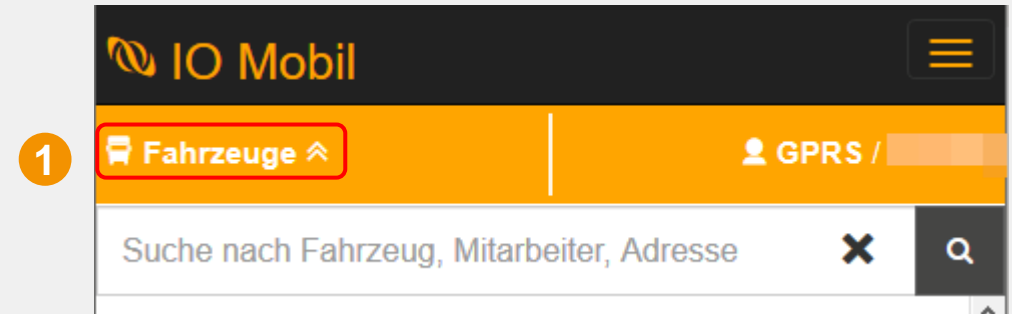 IO Mobil
1
Fahrzeuge
GPRS /
Suche nach Fahrzeug, Mitarbeiter, Adresse